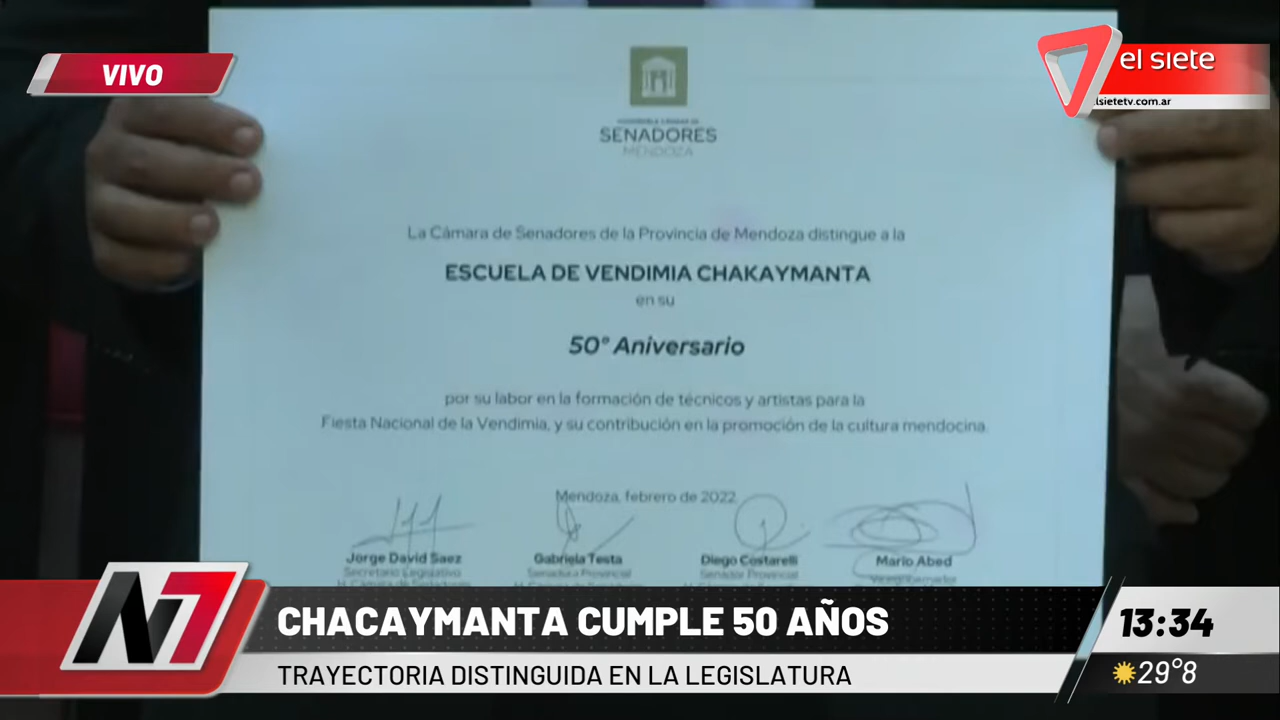 VIVO
el siete
elsietetv.com.ar
SENADORES
MENDOZA
La Cámara de Senadores de la Provincia de Mendoza distingue a la
ESCUELA DE VENDIMIA CHAKAYMANTA
en su
50° Aniversario
por su labor en la formación de técnicos y artistas para la
Fiesta Nacional de la Vendimia, y su contribución en la promoción de la cultura mendocina.
Mendoza, febrero de 2022
Jorge David Saez Gabriela Testa Diego Costarelli Mario Abed
Secretario Legislativo Senadora Provincial Senador Provincial Vicegobernador
N7
CHACAYMANTA CUMPLE 50 AÑOS
13:34
TRAYECTORIA DISTINGUIDA EN LA LEGISLATURA
29°8